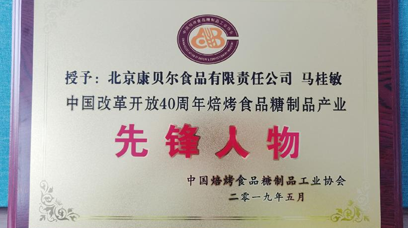 授予：北京康贝尔食品有限责任公司 马桂敏
中国改革开放40周年焙烤食品糖制品产业
先锋人物
中国焙烤食品糖制品工业协会
二零一九年五月